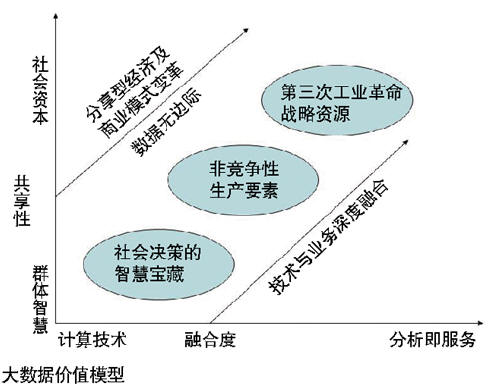 社会资本
共享性
群体智慧
分享型经济及
商业模式变革
数据无边际
第三次工业革命
战略资源
非竞争性
生产要素
社会决策的
智慧宝藏
技术与业务深度融合
计算技术
融合度
分析即服务
大数据价值模型